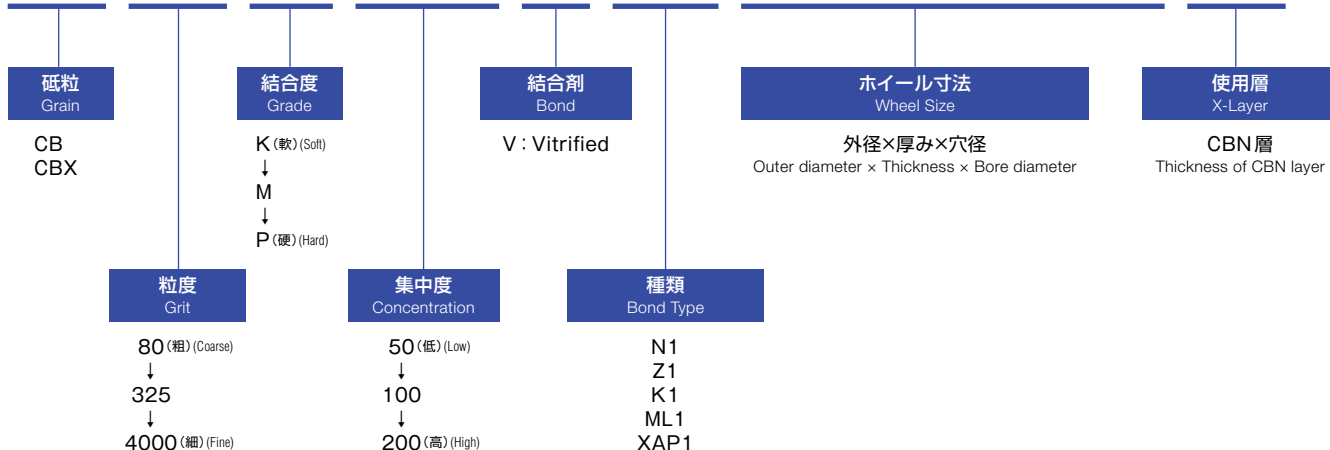 砥粒
Grain
CB
CBX
結合度
Grade
K(軟)(Soft)
↓
M
↓
P(硬)(Hard)
結合剤
Bond
V:Vitrified
ホイール寸法
Wheel Size
外径×厚み×穴径
Outer diameter × Thickness × Bore diameter
使用層
X-Layer
CBN層
Thickness of CBN layer
粒度
Grit
80(粗)(Coarse)
↓
325
↓
4000(細)(Fine)
集中度
Concentration
50(低)(Low)
↓
100
↓
200(高)(High)
種類
Bond Type
N1
Z1
K1
ML1
XAP1